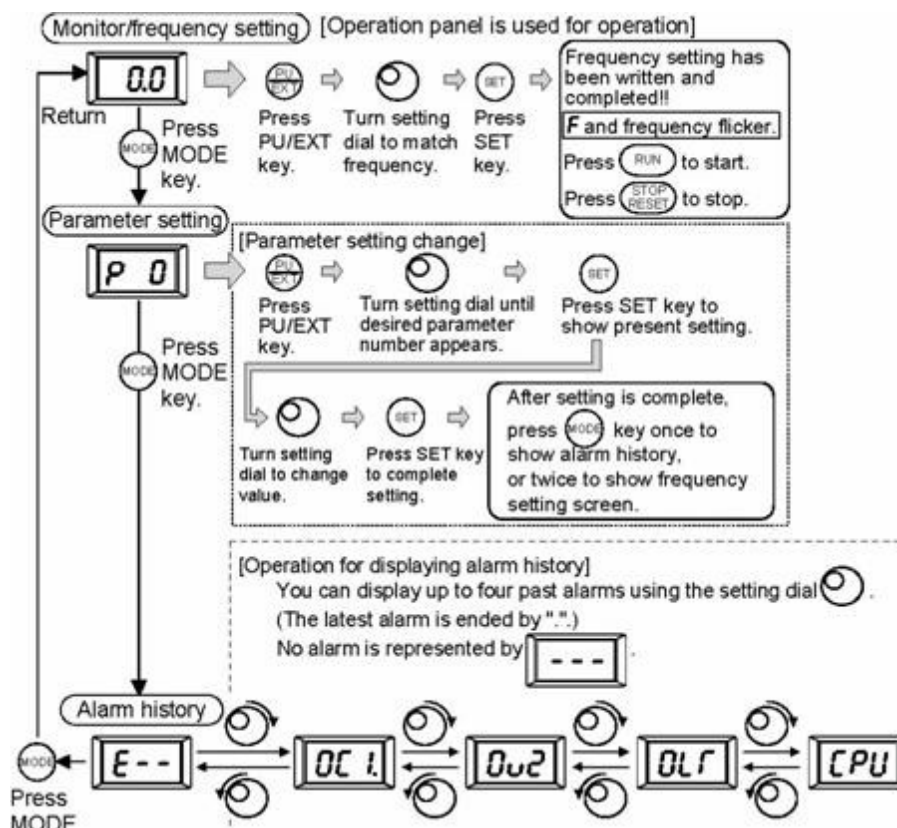 Monitor/frequency setting [Operation panel is used for operation]
0.0
Return
PU
EXT
SET
Press
PU/EXT
key.
Turn setting
dial to match
frequency.
Press
SET
key.
Frequency setting has
been written and
completed!!
F and frequency flicker.
Press RUN to start.
Press STOP RESET to stop.
MODE
Press
MODE
key.
Parameter setting
P 0
[Parameter setting change]
PU
EXT
SET
Press
PU/EXT
key.
Turn setting dial until
desired parameter
number appears.
Press SET key to
show present setting.
MODE
Press
MODE
key.
SET
Turn setting
dial to change
value.
Press SET key
to complete
setting.
After setting is complete,
press MODE key once to
show alarm history,
or twice to show frequency
setting screen.
[Operation for displaying alarm history]
You can display up to four past alarms using the setting dial .
(The latest alarm is ended by ".".)
No alarm is represented by - - - .
Alarm history
MODE
E - -
OC1.
Ov2
OLT
CPU
Press
MODE